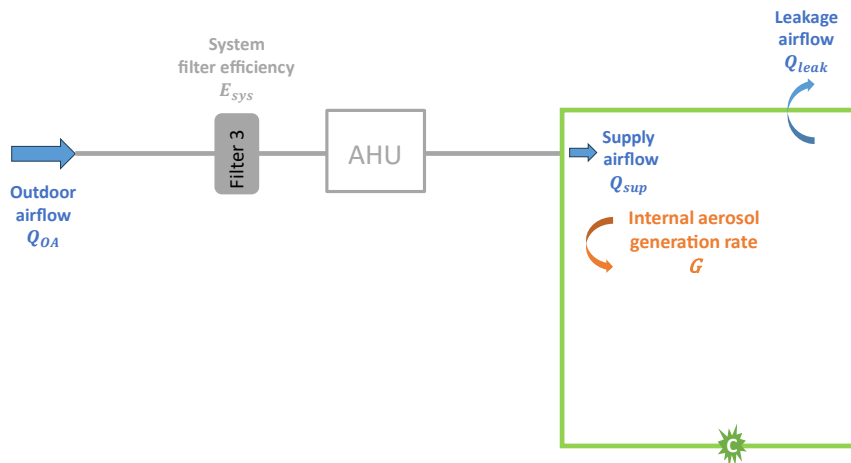 System
filter efficiency
E_sys
Leakage
airflow
Q_leak
Filter 3
AHU
Supply
airflow
Q_sup
Outdoor
airflow
Q_OA
Internal aerosol
generation rate
G
C